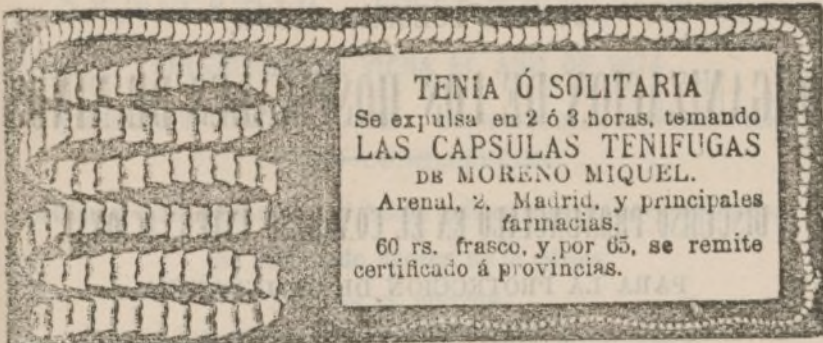 TENIA Ó SOLITARIA
Se expulsa en 2 ó 3 horas, temando
LAS CAPSULAS TENIFUGAS
DE MORENO MIQUEL.
Arenal, 2, Madrid, y principales
farmacias.
60 rs. frasco, y por 65, se remite
certificado á provincias.